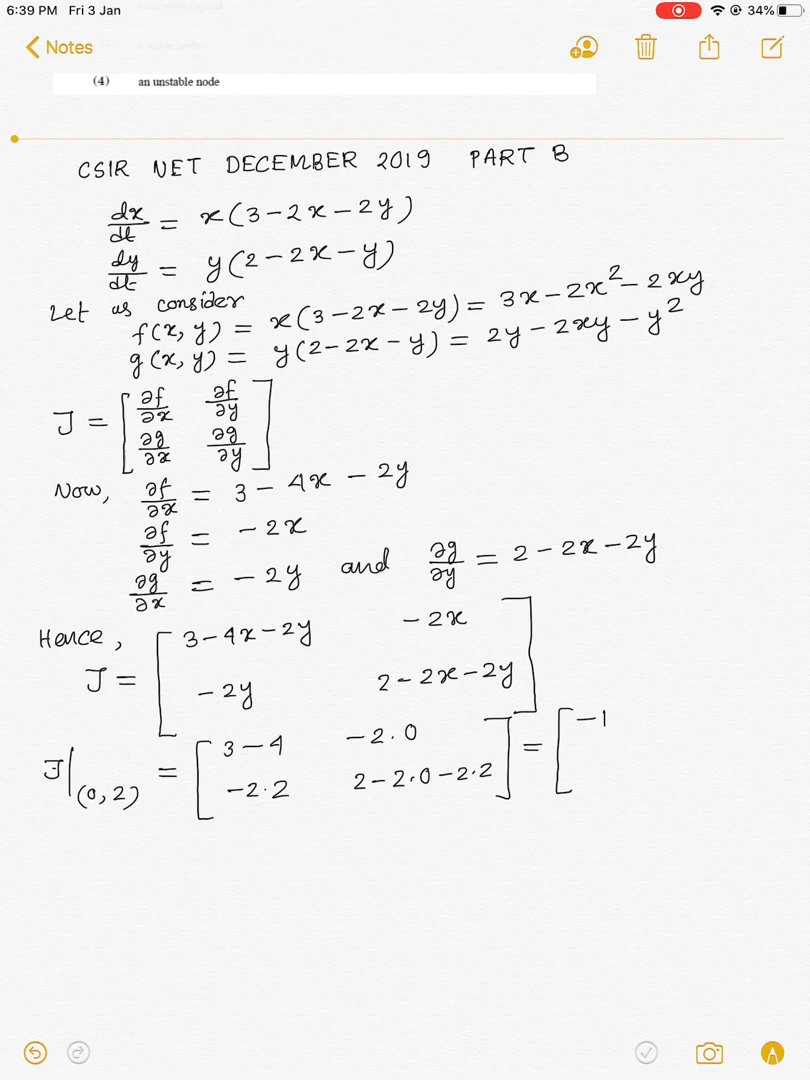 6:39 PM Fri 3 Jan 34%
Notes
(4) an unstable node
CSIR NET DECEMBER 2019 PART B
dx/dt = x(3-2x-2y)
dy/dt = y(2-2x-y)
Let us consider
f(x, y) = x(3-2x-2y) = 3x-2x²-2xy
g(x, y) = y(2-2x-y) = 2y-2xy-y²
J = [∂f/∂x ∂f/∂y
∂g/∂x ∂g/∂y]
Now, ∂f/∂x = 3-4x-2y
∂f/∂y = -2x
∂g/∂x = -2y and ∂g/∂y = 2-2x-2y
Hence,
J = [3-4x-2y -2x
-2y 2-2x-2y]
J|(0,2) = [3-4 -2.0
-2.2 2-2.0-2.2] = [-1